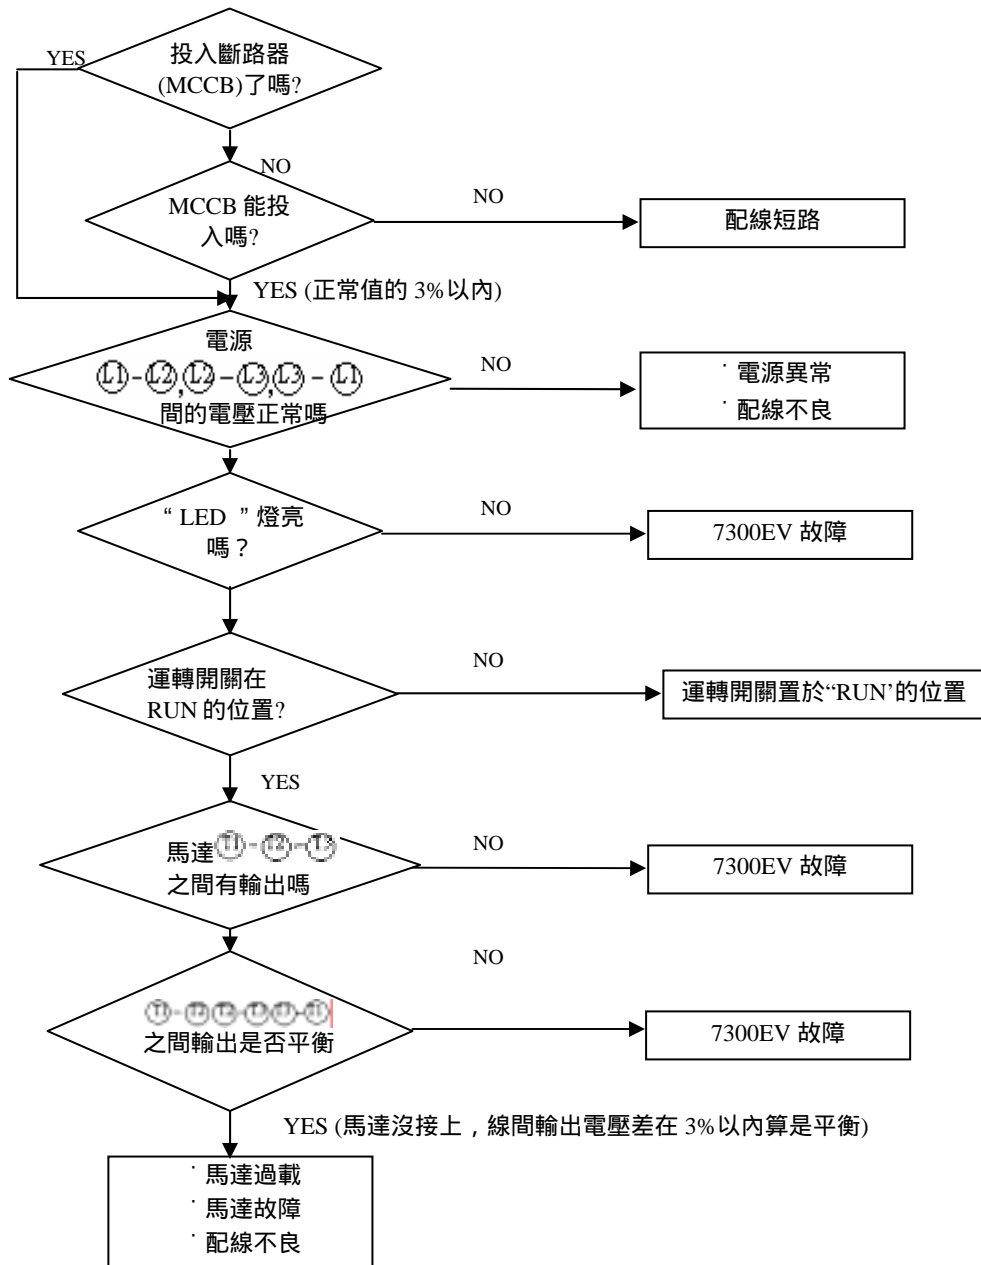 YES
投入斷路器
(MCCB)了嗎?
NO
MCCB 能投
入嗎?
NO
配線短路
YES (正常值的 3%以內)
電源
L1-L2,L2-L3,L3-L1
間的電壓正常嗎
NO
˙電源異常
˙配線不良
“ LED ”燈亮
嗎？
NO
7300EV 故障
運轉開關在
RUN 的位置?
NO
運轉開關置於“RUN’的位置
YES
馬達T1-T2-T3
之間有輸出嗎
NO
7300EV 故障
NO
T1-T2T2-T3T3-T1
之間輸出是否平衡
7300EV 故障
YES (馬達沒接上，線間輸出電壓差在 3%以內算是平衡)
˙馬達過載
˙馬達故障
˙配線不良